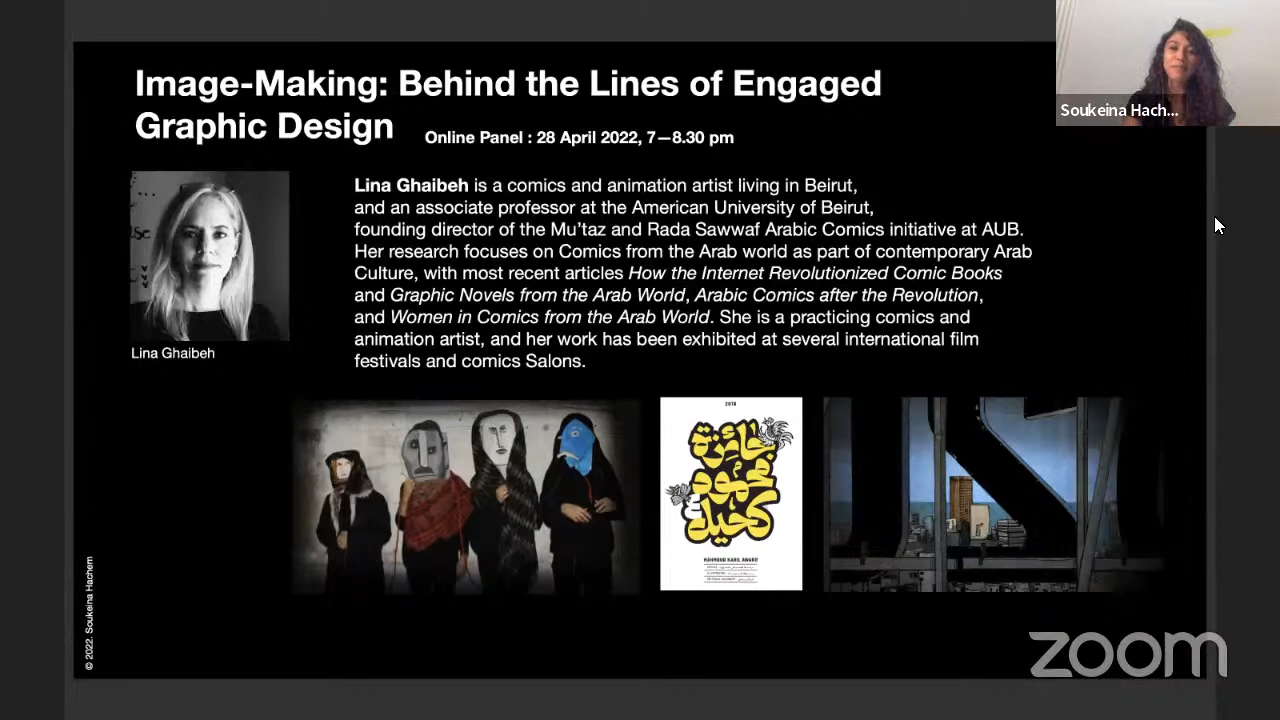 Image-Making: Behind the Lines of Engaged
Graphic Design
Online Panel : 28 April 2022, 7—8.30 pm
Soukeina Hach...
Lina Ghaibeh is a comics and animation artist living in Beirut,
and an associate professor at the American University of Beirut,
founding director of the Mu’taz and Rada Sawwaf Arabic Comics initiative at AUB.
Her research focuses on Comics from the Arab world as part of contemporary Arab
Culture, with most recent articles How the Internet Revolutionized Comic Books
and Graphic Novels from the Arab World, Arabic Comics after the Revolution,
and Women in Comics from the Arab World. She is a practicing comics and
animation artist, and her work has been exhibited at several international film
festivals and comics Salons.
Lina Ghaibeh
جائزة
محمود
كحيل
MAHMOUD KAHIL AWARD
© 2022. Soukeina Hachem
zoom